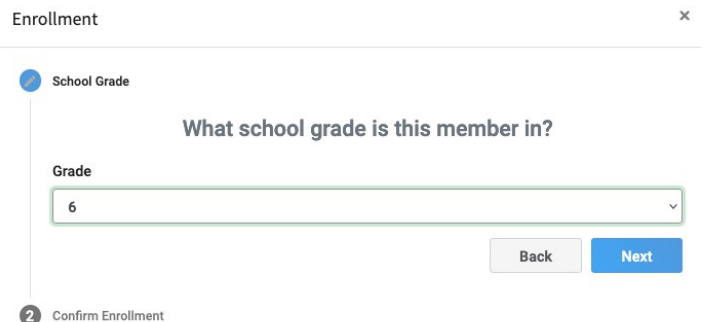 Enrollment
×
School Grade
What school grade is this member in?
Grade
6
Back Next
2 Confirm Enrollment